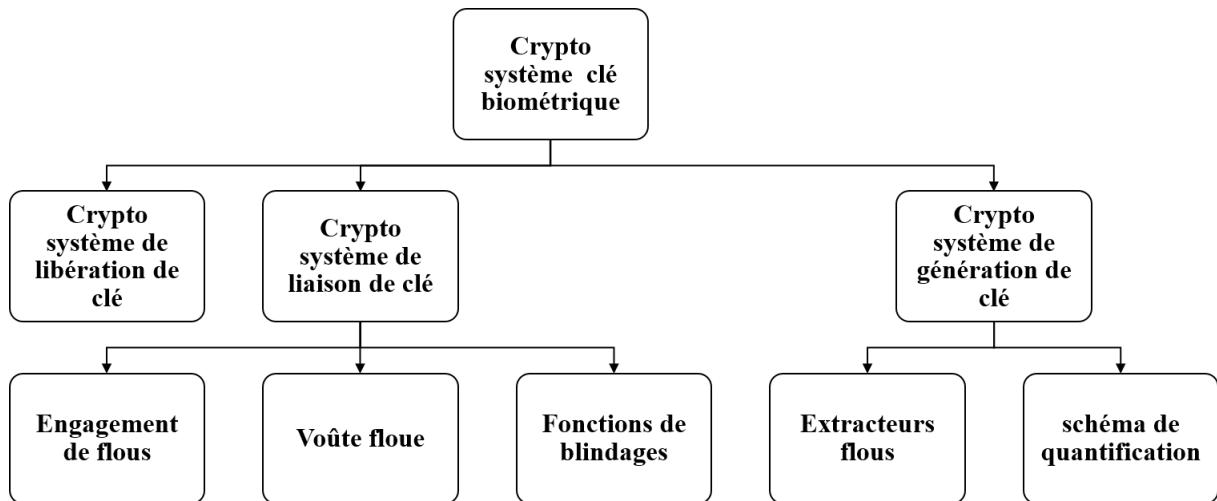 Crypto
système clé
biométrique
Crypto
système de
libération de
clé
Crypto
système de
liaison de clé
Crypto
système de
génération de
clé
Engagement
de flous
Voûte floue
Fonctions de
blindages
Extracteurs
flous
schéma de
quantification